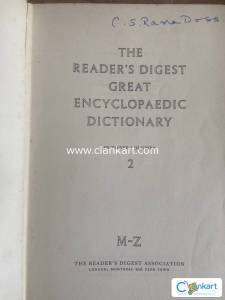 C. S. Rana Doss
THE
READER'S DIGEST
GREAT
ENCYCLOPAEDIC
DICTIONARY
www.clankart.com
2
M–Z
THE READER'S DIGEST ASSOCIATION
LONDON, MONTREAL AND CAPE TOWN
Clankart